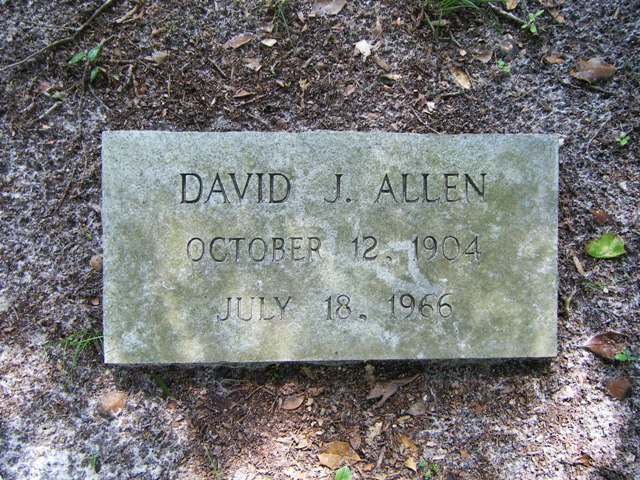 DAVID J. ALLEN
OCTOBER 12, 1904
JULY 18, 1966